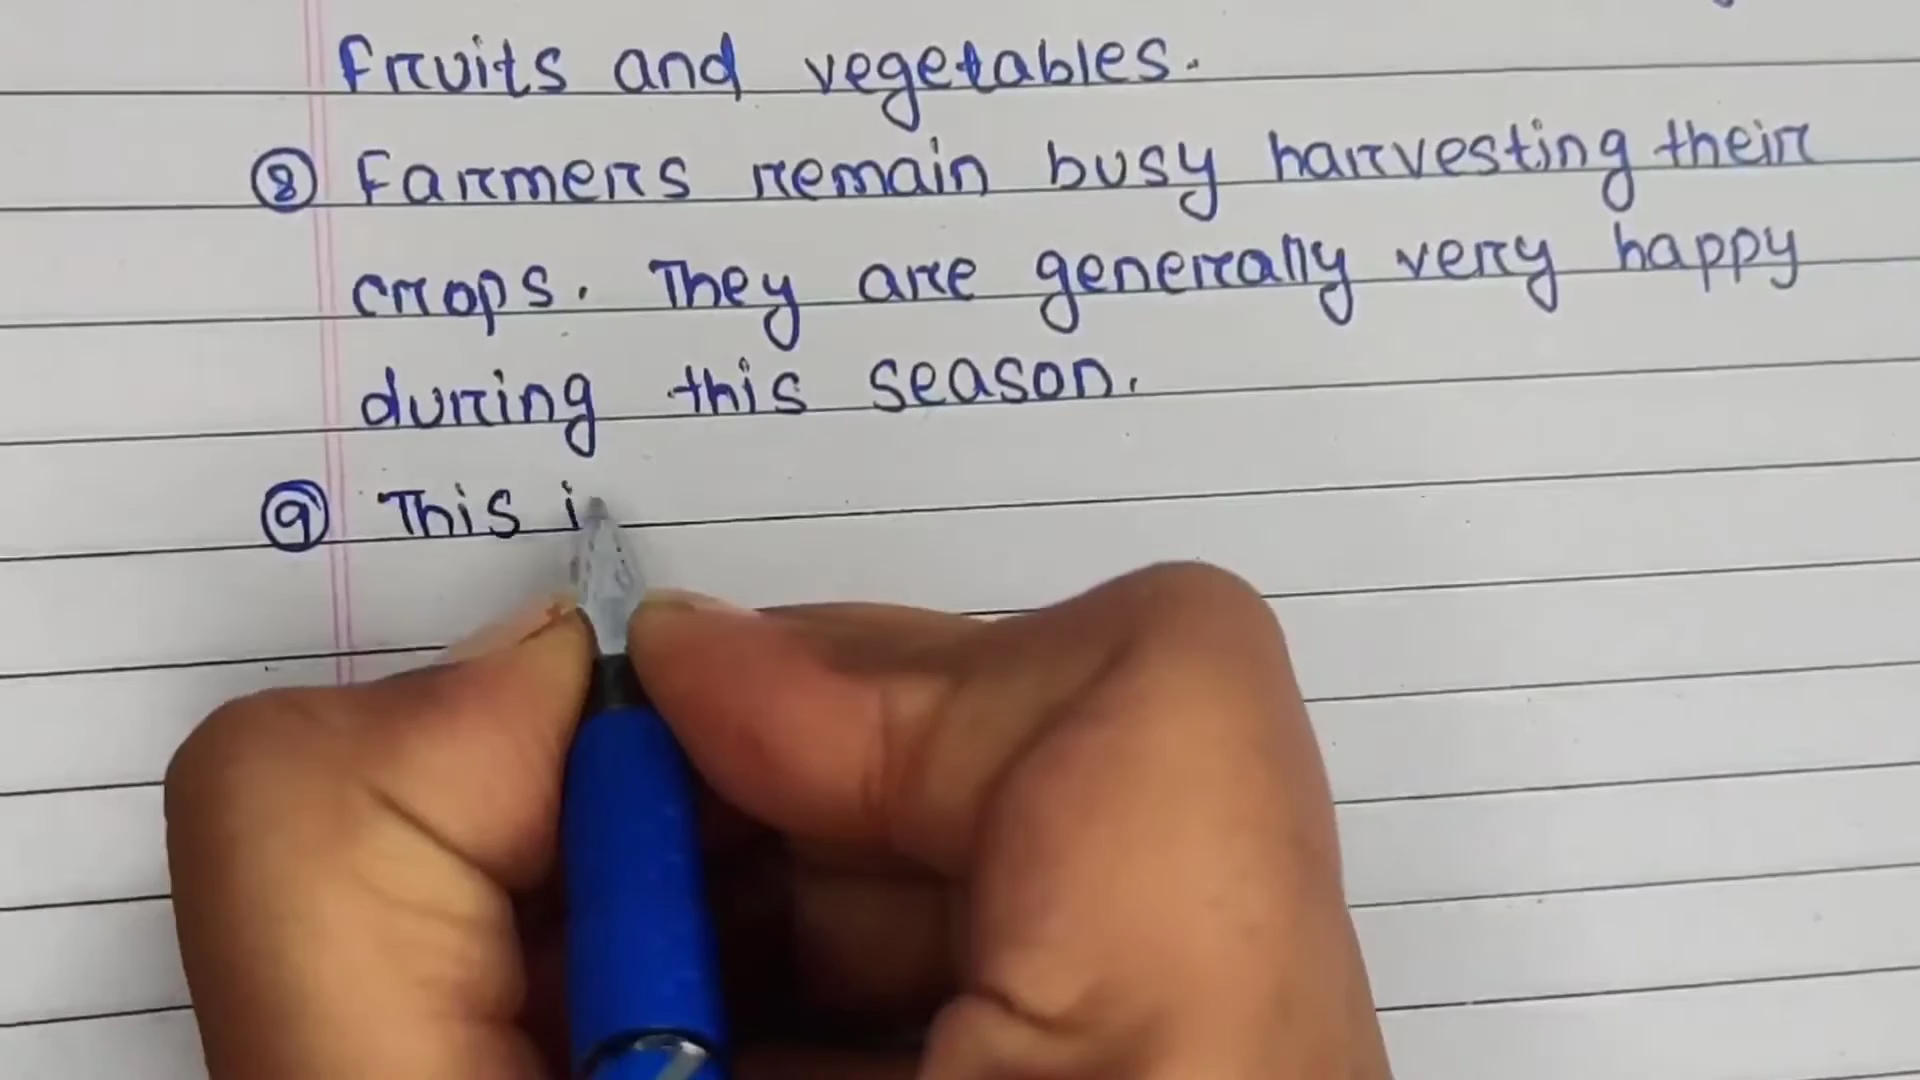 Fruits and vegetables.
⑧ Farmers remain busy harvesting their
crops. They are generally very happy
during this season.
⑨ This i